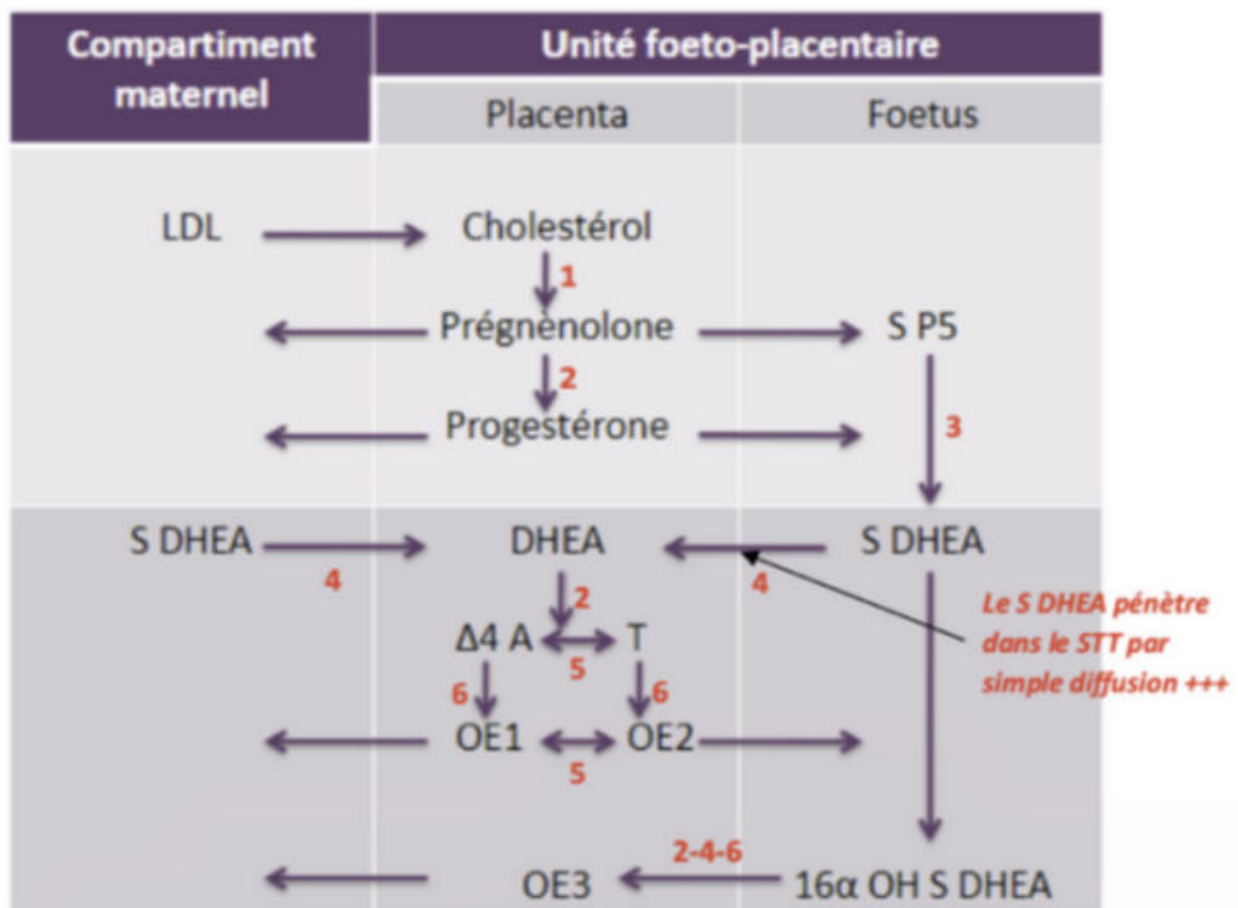 Compartiment
maternel
Unité foeto-placentaire
Placenta
Foetus
LDL
Cholestérol
1
Prégnènolone
S P5
2
Progestérone
3
S DHEA
DHEA
S DHEA
4
4
2
Le S DHEA pénètre
dans le STT par
simple diffusion +++
Δ4 A
T
5
6
6
OE1
OE2
5
2-4-6
OE3
16α OH S DHEA